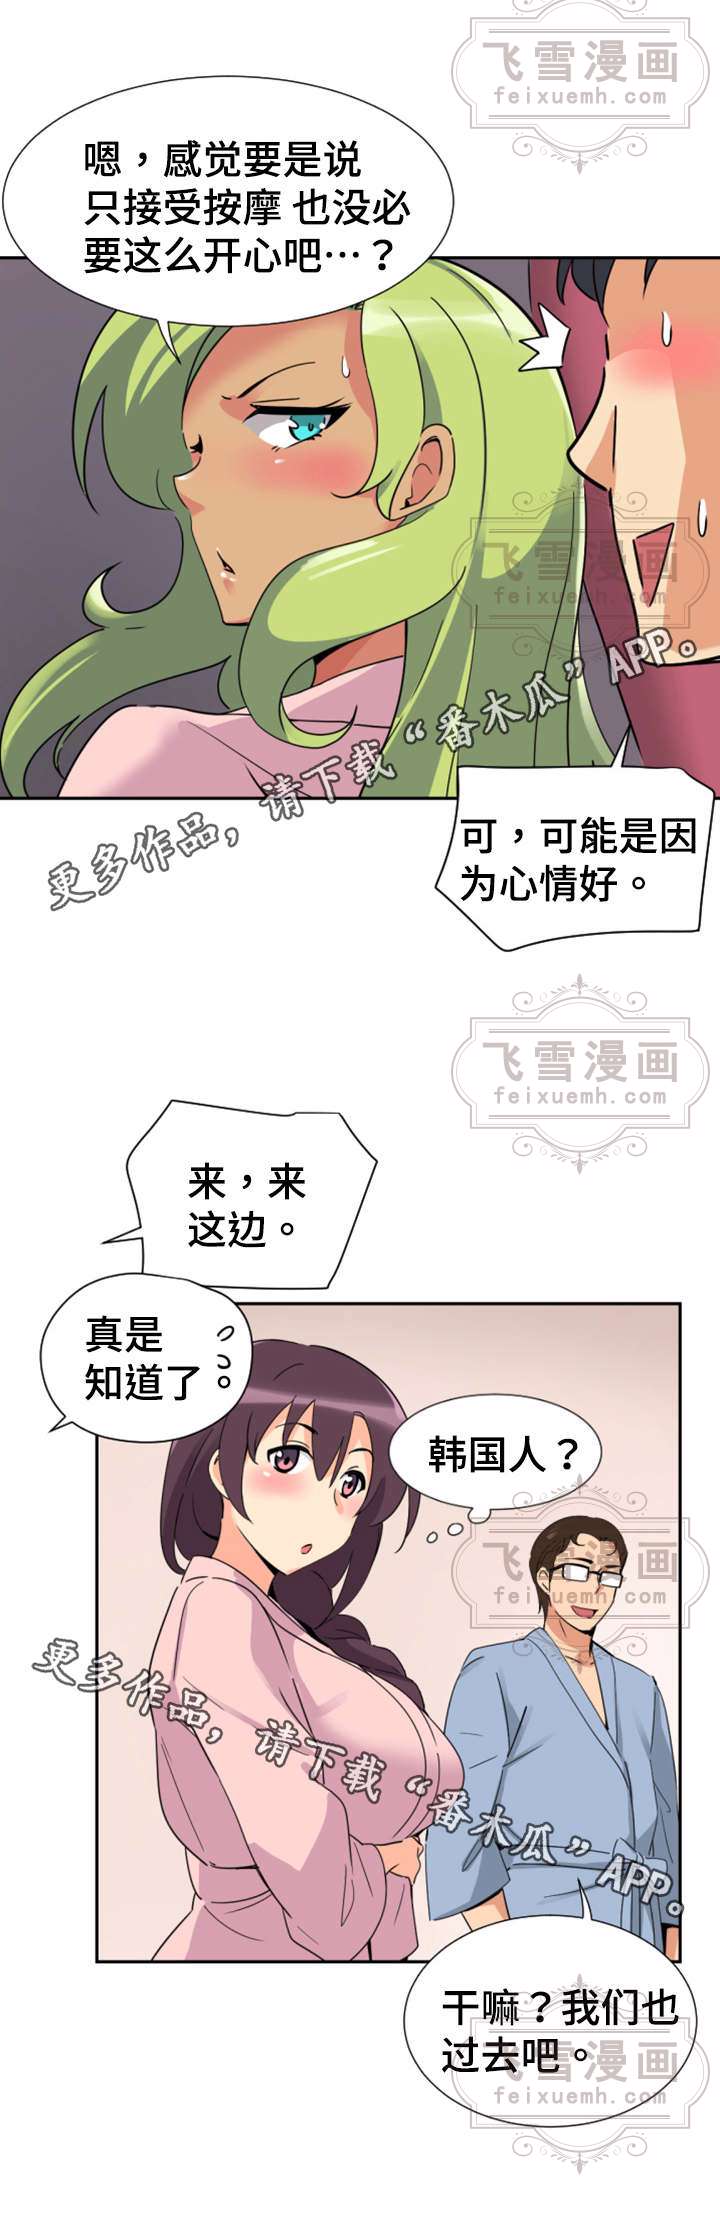 飞雪漫画
feixuemh.com
嗯，感觉要是说
只接受按摩 也没必
要这么开心吧…？
飞雪漫画
feixuemh.com
更多作品，请下载“番木瓜”APP。
可，可能是因
为心情好。
飞雪漫画
feixuemh.com
来，来
这边。
真是
知道了。
韩国人？
飞雪漫画
feixuemh.com
更多作品，请下载“番木瓜”APP。
干嘛？我们也
过去吧。
飞雪漫画
feixuemh.com